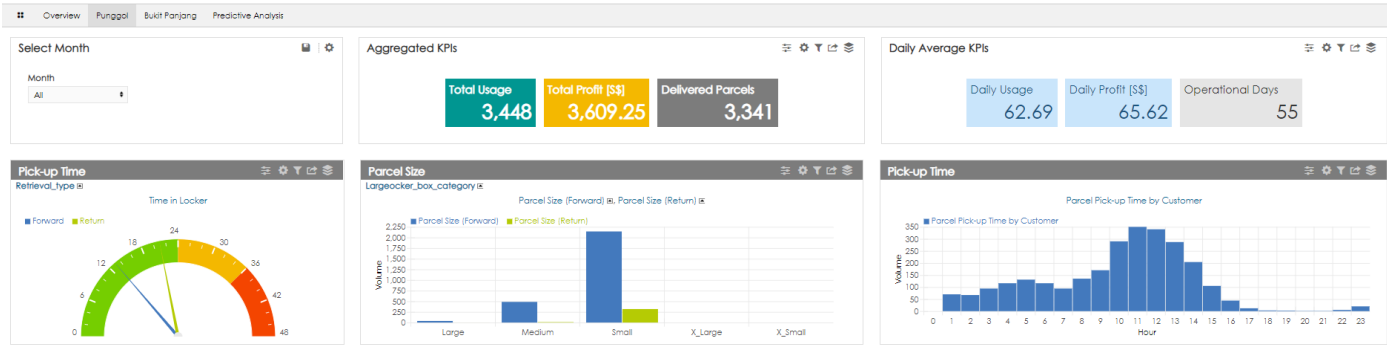 Overview Punggol Bukit Panjang Predictive Analysis
Select Month
Month
All
Aggregated KPIs
Total Usage
3,448
Total Profit [S$]
3,609.25
Delivered Parcels
3,341
Daily Average KPIs
Daily Usage
62.69
Daily Profit [S$]
65.62
Operational Days
55
Pick-up Time
Retrieval_type
Time in Locker
Forward Return
0 6 12 18 24 30 36 42 48
Parcel Size
Largeocker_box_category
Parcel Size (Forward) , Parcel Size (Return)
Parcel Size (Forward) Parcel Size (Return)
Volume
2,250
2,000
1,750
1,500
1,250
1,000
750
500
250
0
Large Medium Small X_Large X_Small
Pick-up Time
Parcel Pick-up Time by Customer
Parcel Pick-up Time by Customer
Volume
350
300
250
200
150
100
50
0
0 1 2 3 4 5 6 7 8 9 10 11 12 13 14 15 16 17 18 19 20 21 22 23
Hour